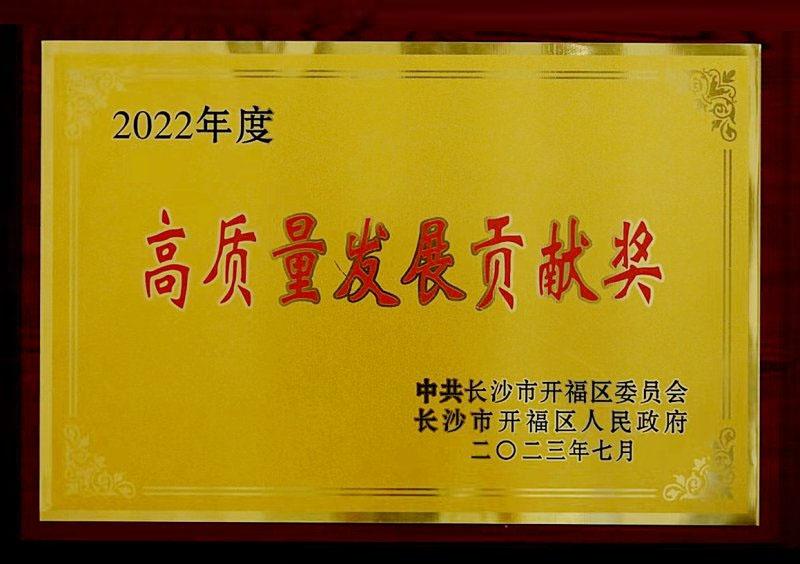 2022年度
高质量发展贡献奖
中共长沙市开福区委员会
长沙市开福区人民政府
二〇二三年七月